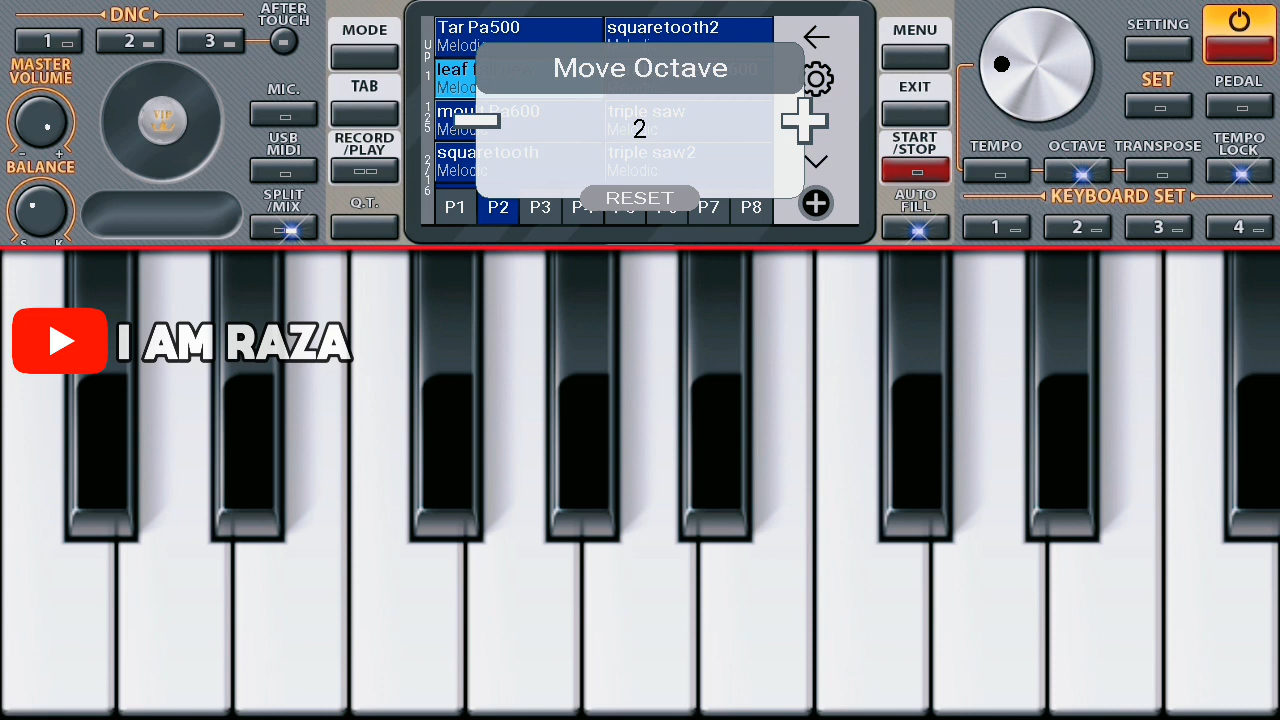 DNC
1
2
3
AFTER
TOUCH
MASTER
VOLUME
- +
BALANCE
VIP
MIC.
USB
MIDI
SPLIT
/MIX
MODE
TAB
RECORD
/PLAY
Q.T.
Tar Pa500
Melodic
squaretooth2
Move Octave
2
RESET
triple saw
Melodic
squaretooth
Melodic
triple saw2
Melodic
P1
P2
P3
P7
P8
MENU
EXIT
START
/STOP
AUTO
FILL
SETTING
SET
PEDAL
TEMPO
OCTAVE
TRANSPOSE
TEMPO
LOCK
KEYBOARD SET
1
2
3
4
I AM RAZA